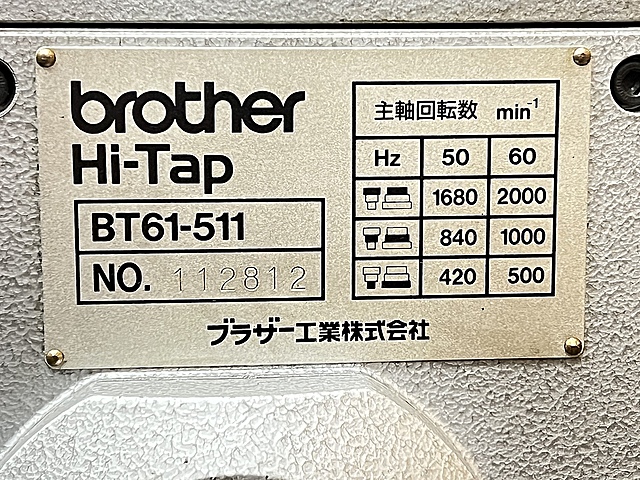 brother
Hi-Tap
BT61-511
NO. 112812
主軸回転数 min⁻¹
Hz 50 60
1680 2000
840 1000
420 500
ブラザー工業株式会社